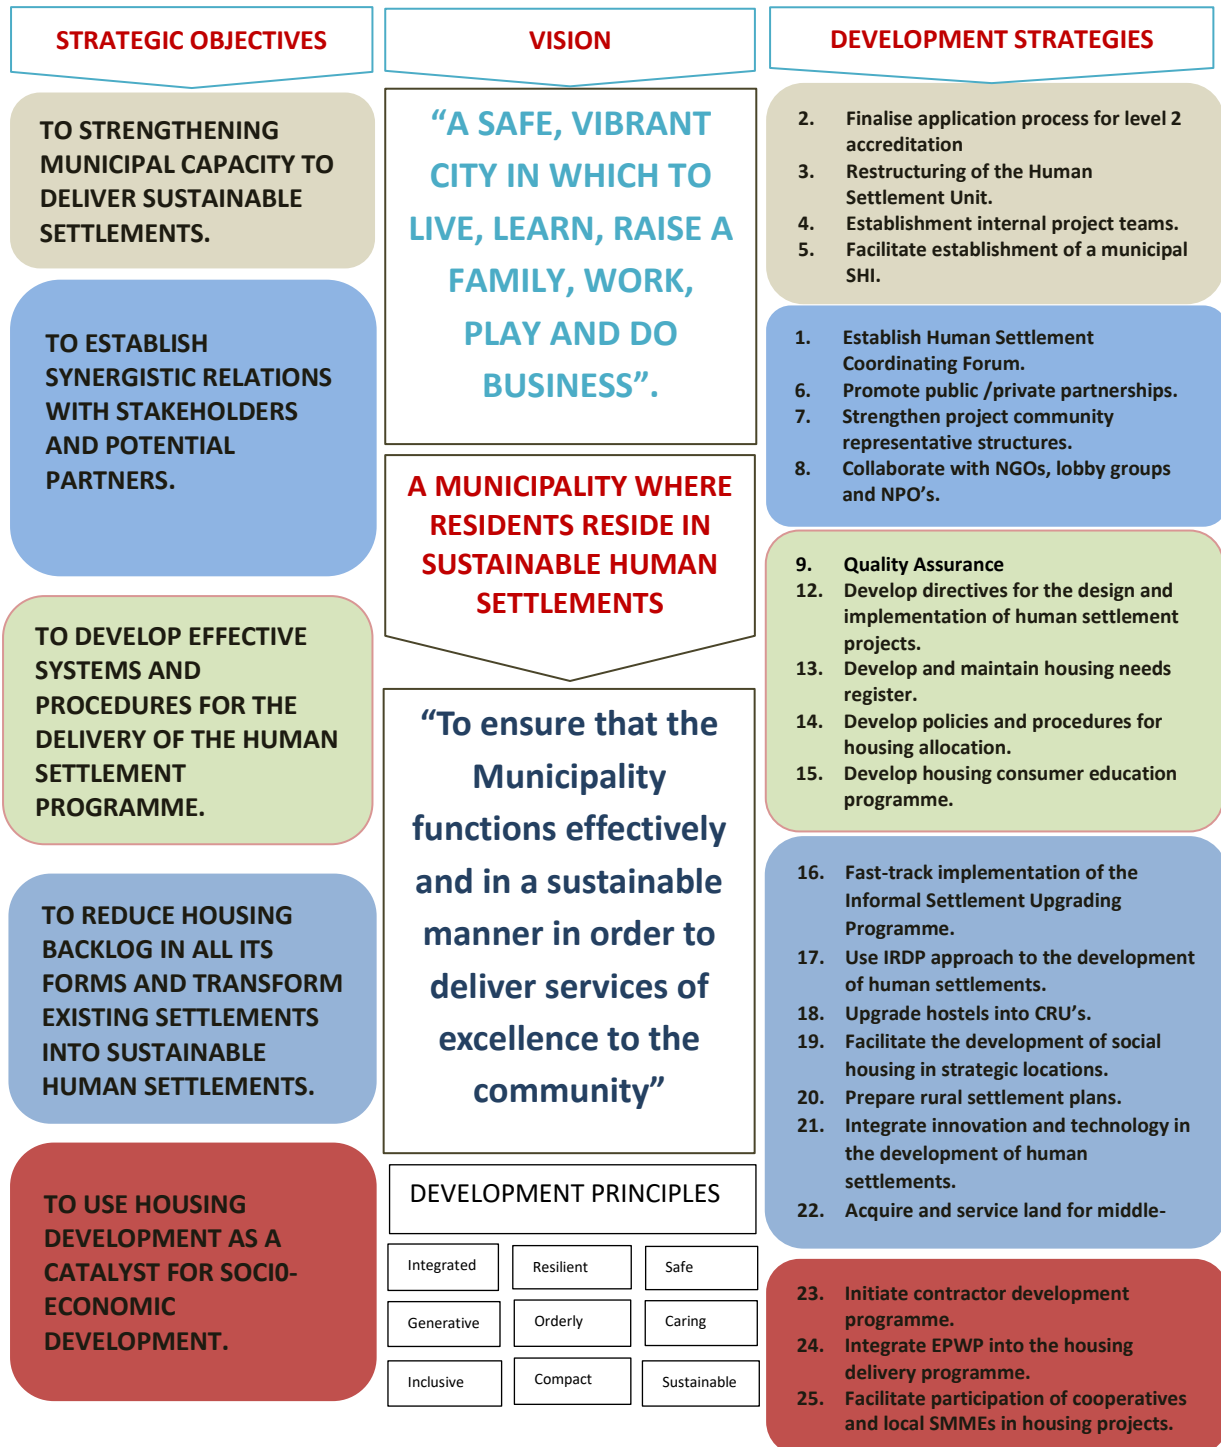 STRATEGIC OBJECTIVES
TO STRENGTHENING
MUNICIPAL CAPACITY TO
DELIVER SUSTAINABLE
SETTLEMENTS.
TO ESTABLISH
SYNERGISTIC RELATIONS
WITH STAKEHOLDERS
AND POTENTIAL
PARTNERS.
TO DEVELOP EFFECTIVE
SYSTEMS AND
PROCEDURES FOR THE
DELIVERY OF THE HUMAN
SETTLEMENT
PROGRAMME.
TO REDUCE HOUSING
BACKLOG IN ALL ITS
FORMS AND TRANSFORM
EXISTING SETTLEMENTS
INTO SUSTAINABLE
HUMAN SETTLEMENTS.
TO USE HOUSING
DEVELOPMENT AS A
CATALYST FOR SOCI0-
ECONOMIC
DEVELOPMENT.
VISION
“A SAFE, VIBRANT
CITY IN WHICH TO
LIVE, LEARN, RAISE A
FAMILY, WORK,
PLAY AND DO
BUSINESS”.
A MUNICIPALITY WHERE
RESIDENTS RESIDE IN
SUSTAINABLE HUMAN
SETTLEMENTS
“To ensure that the
Municipality
functions effectively
and in a sustainable
manner in order to
deliver services of
excellence to the
community”
DEVELOPMENT PRINCIPLES
Integrated Resilient Safe
Generative Orderly Caring
Inclusive Compact Sustainable
DEVELOPMENT STRATEGIES
2. Finalise application process for level 2
accreditation
3. Restructuring of the Human
Settlement Unit.
4. Establishment internal project teams.
5. Facilitate establishment of a municipal
SHI.
1. Establish Human Settlement
Coordinating Forum.
6. Promote public /private partnerships.
7. Strengthen project community
representative structures.
8. Collaborate with NGOs, lobby groups
and NPO’s.
9. Quality Assurance
12. Develop directives for the design and
implementation of human settlement
projects.
13. Develop and maintain housing needs
register.
14. Develop policies and procedures for
housing allocation.
15. Develop housing consumer education
programme.
16. Fast-track implementation of the
Informal Settlement Upgrading
Programme.
17. Use IRDP approach to the development
of human settlements.
18. Upgrade hostels into CRU’s.
19. Facilitate the development of social
housing in strategic locations.
20. Prepare rural settlement plans.
21. Integrate innovation and technology in
the development of human
settlements.
22. Acquire and service land for middle-
23. Initiate contractor development
programme.
24. Integrate EPWP into the housing
delivery programme.
25. Facilitate participation of cooperatives
and local SMMEs in housing projects.